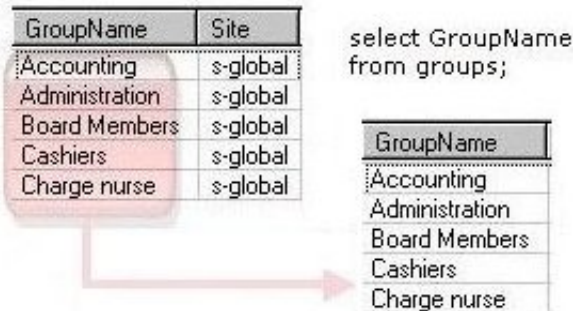 GroupName Site
Accounting s-global
Administration s-global
Board Members s-global
Cashiers s-global
Charge nurse s-global
select GroupName
from groups;
GroupName
Accounting
Administration
Board Members
Cashiers
Charge nurse